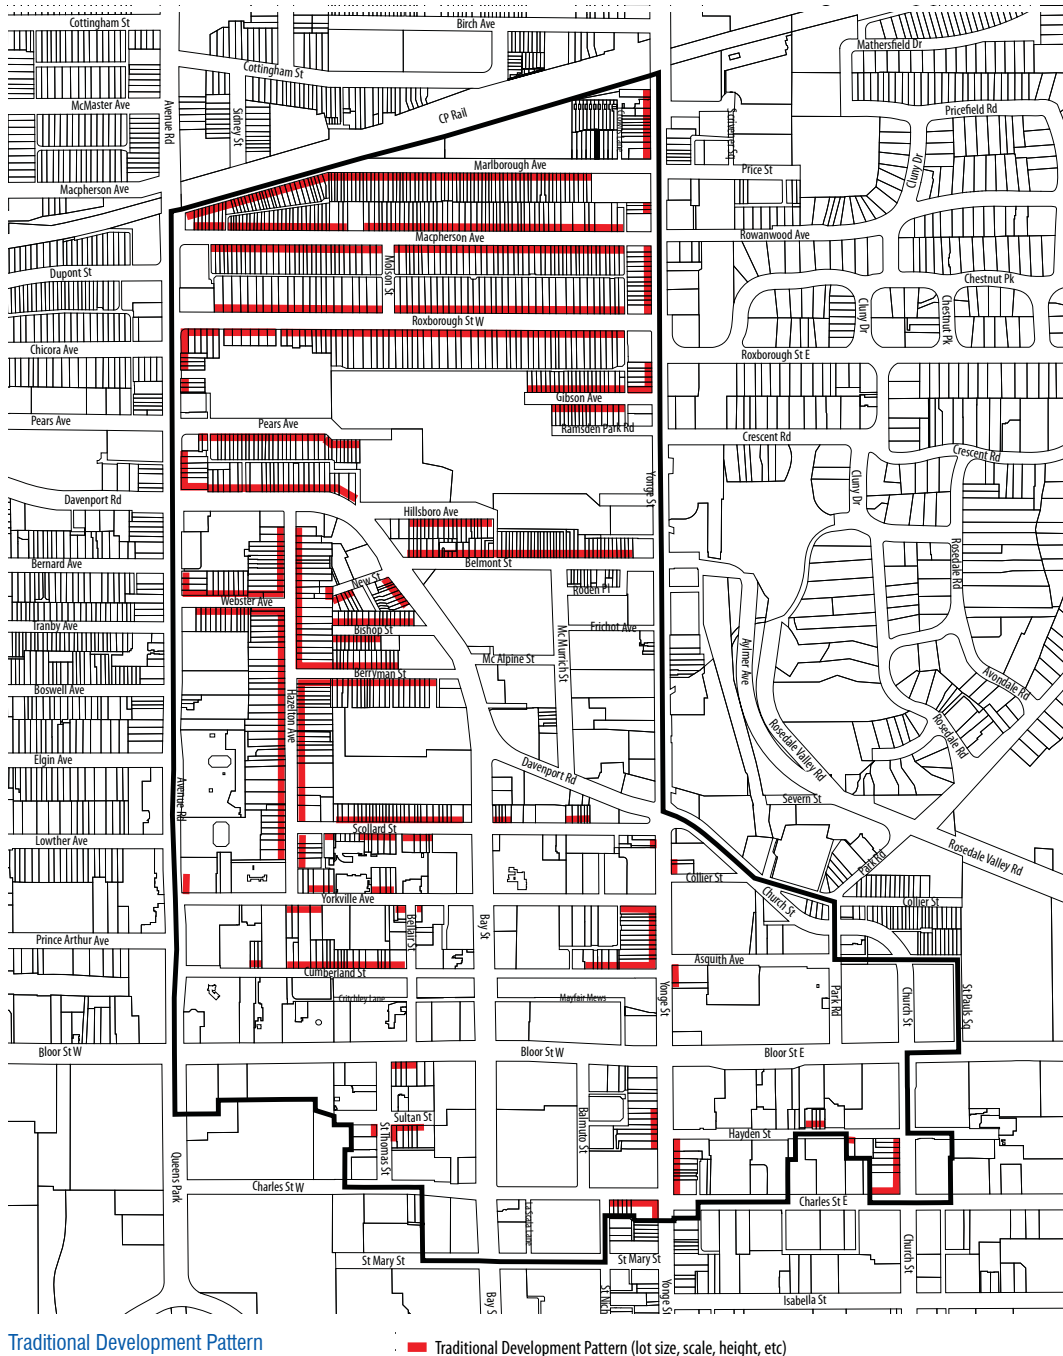 Cottingham St
Birch Ave
Mathersfield Dr
Cottingham St
McMaster Ave
Avenue Rd
Sidney St
CP Rail
Pricefield Rd
Marlborough Ave
Price St
Cluny Dr
Macpherson Ave
Macpherson Ave
Rowanwood Ave
Dupont St
Molson St
Chestnut Pk
Cluny Dr
Chestnut Pk
Roxborough St W
Chicora Ave
Roxborough St E
Gibson Ave
Pears Ave
Pears Ave
Ramsden Park Rd
Crescent Rd
Crescent Rd
Yonge St
Cluny Dr
Davenport Rd
Hillsboro Ave
Bernard Ave
Belmont St
Rosedale Rd
New St
Roden Pl
Webster Ave
Tranby Ave
Bishop St
Frichot Ave
Mc Murrich St
Aylmer Ave
Mc Alpine St
Berryman St
Avondale Rd
Boswell Ave
Hazelton Ave
Rosedale Rd
Rosedale Valley Rd
Elgin Ave
Davenport Rd
Avenue Rd
Severn St
Scollard St
Lowther Ave
Park Rd
Rosedale Valley Rd
Collier St
Yorkville Ave
Church St
Collier St
Bellair St
Bay St
Prince Arthur Ave
Asquith Ave
Cumberland St
Critchley Lane
Mayfair Mews
Yonge St
Park Rd
Church St
St Pauls Sq
Bloor St W
Bloor St W
Bloor St E
Sultan St
Balmuto St
Hayden St
St Thomas St
Queens Park
Charles St W
Charles St E
La Scala Lane
Church St
St Mary St
St Mary St
Bay S
St Nich
Yonge S
Isabella St
Traditional Development Pattern
Traditional Development Pattern (lot size, scale, height, etc)